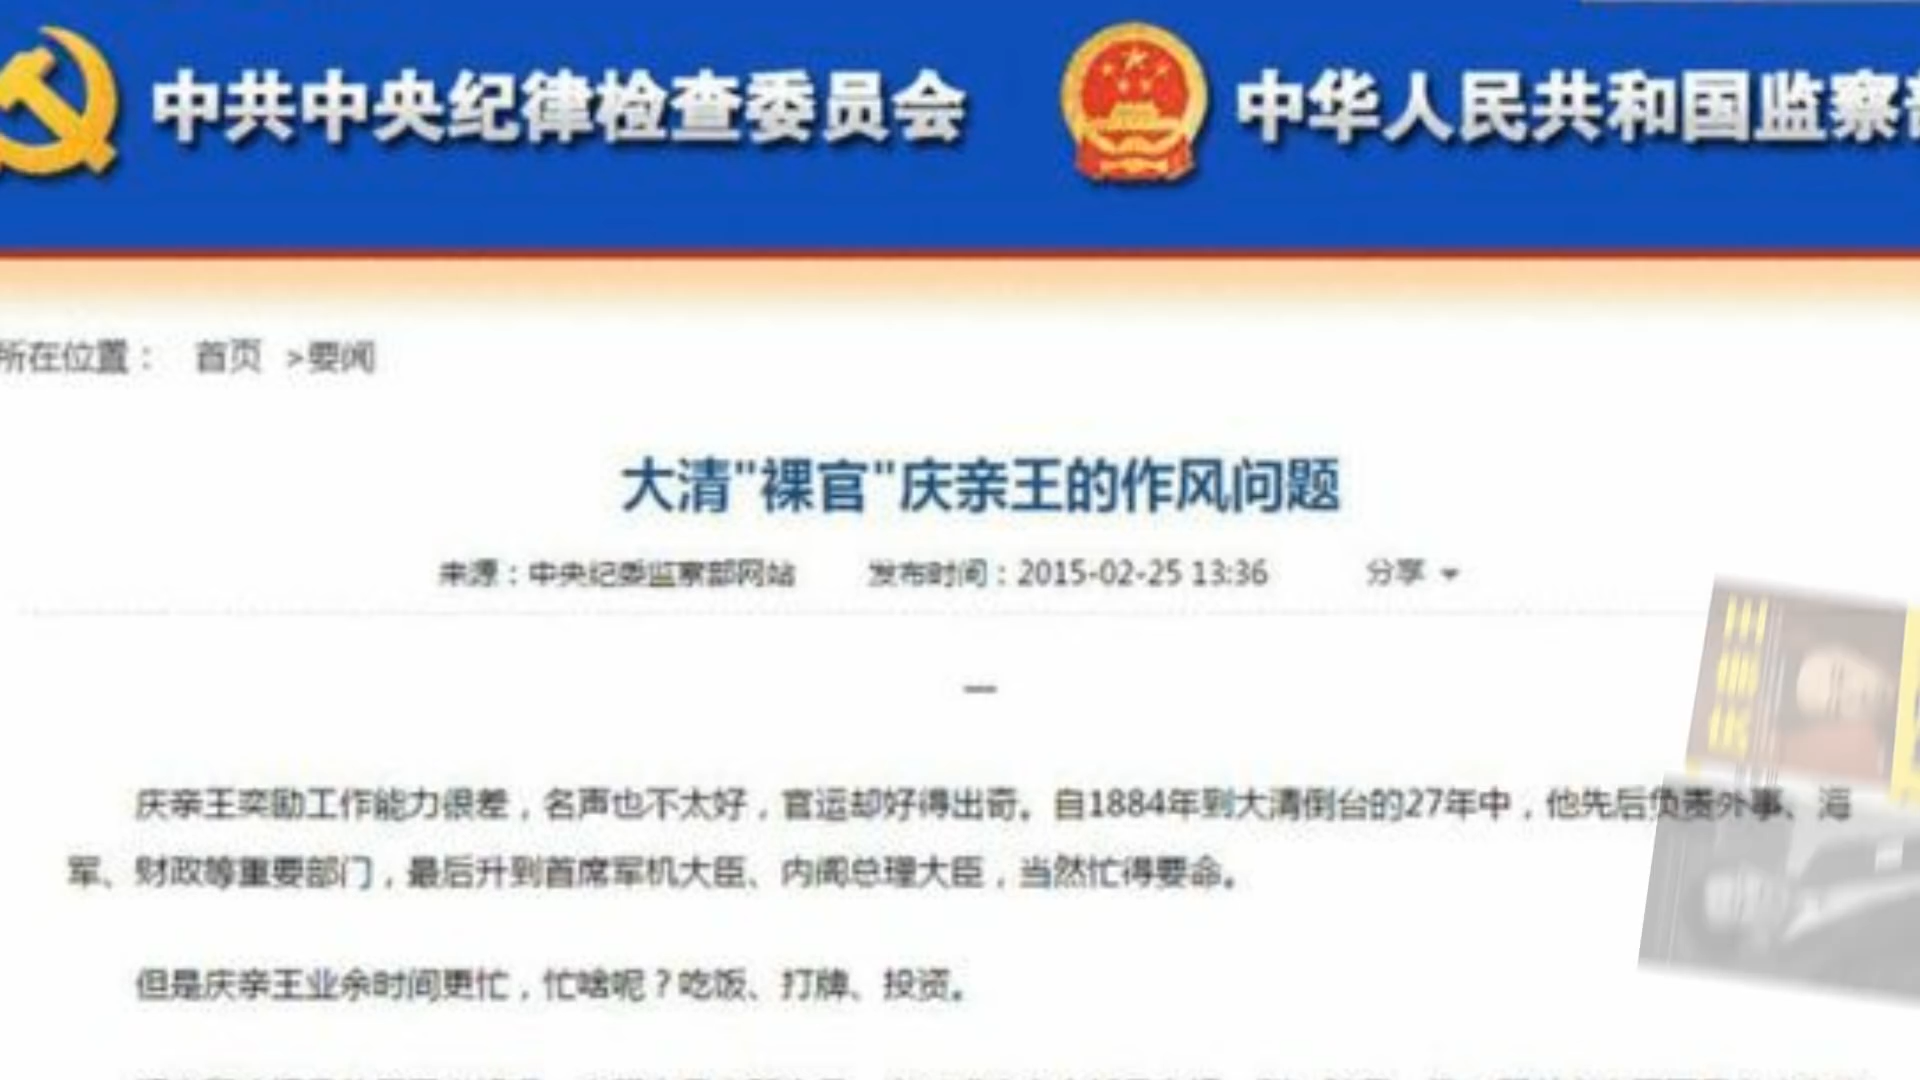 中共中央纪律检查委员会 中华人民共和国监察部
所在位置： 首页 >要闻
大清"裸官"庆亲王的作风问题
来源：中央纪委监察部网站 发布时间：2015-02-25 13:36 分享
一
庆亲王奕劻工作能力很差，名声也不太好，官运却好得出奇。自1884年到大清倒台的27年中，他先后负责外事、海
军、财政等重要部门，最后升到首席军机大臣、内阁总理大臣，当然忙得要命。
但是庆亲王业余时间更忙，忙啥呢？吃饭、打牌、投资。